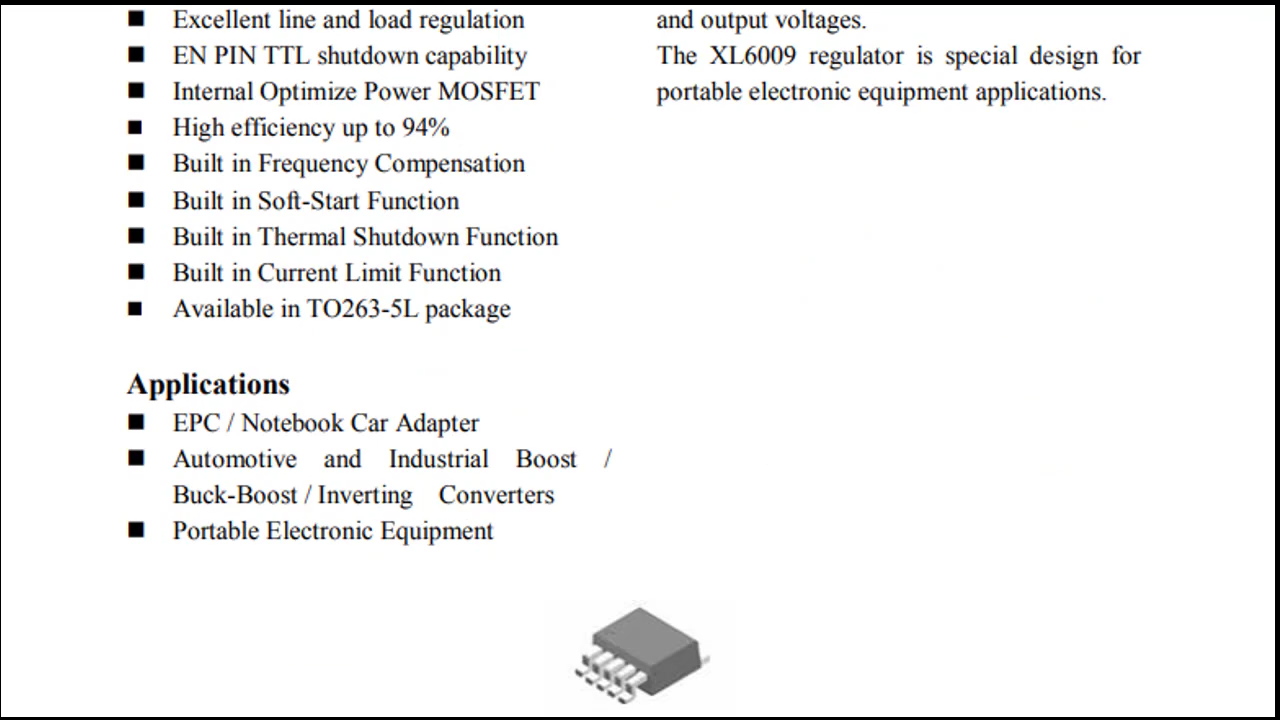 Excellent line and load regulation
EN PIN TTL shutdown capability
Internal Optimize Power MOSFET
High efficiency up to 94%
Built in Frequency Compensation
Built in Soft-Start Function
Built in Thermal Shutdown Function
Built in Current Limit Function
Available in TO263-5L package
Applications
EPC / Notebook Car Adapter
Automotive and Industrial Boost /
Buck-Boost / Inverting Converters
Portable Electronic Equipment
and output voltages.
The XL6009 regulator is special design for
portable electronic equipment applications.